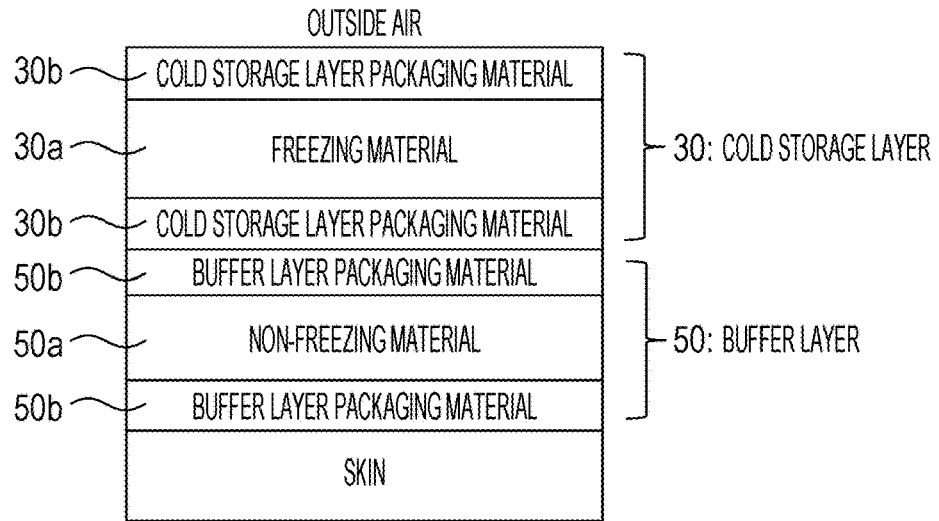 OUTSIDE AIR
30b COLD STORAGE LAYER PACKAGING MATERIAL
30a FREEZING MATERIAL
30: COLD STORAGE LAYER
30b COLD STORAGE LAYER PACKAGING MATERIAL
50b BUFFER LAYER PACKAGING MATERIAL
50a NON-FREEZING MATERIAL
50: BUFFER LAYER
50b BUFFER LAYER PACKAGING MATERIAL
SKIN